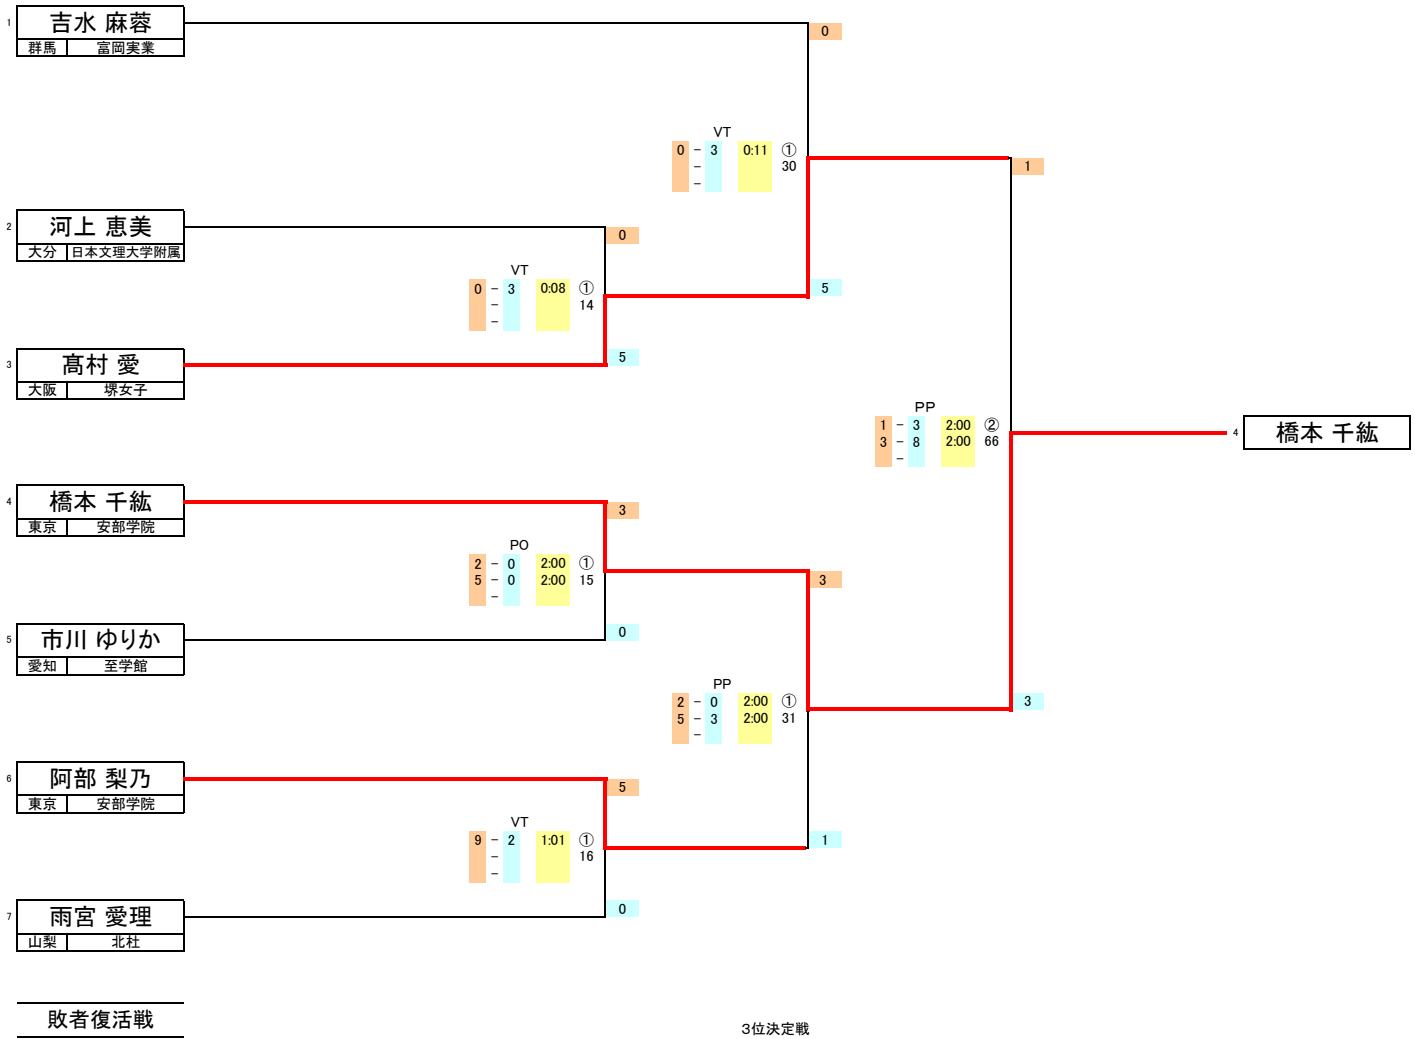 1 吉水 麻蓉
群馬 富岡実業
0
VT
0 - 3 0:11 ①
- 30
-
1
2 河上 恵美
大分 日本文理大学附属
0
VT
0 - 3 0:08 ①
- 14
-
5
3 髙村 愛
大阪 堺女子
5
PP
1 - 3 2:00 ②
3 - 8 2:00 66
-
4 橋本 千紘
4 橋本 千紘
東京 安部学院
3
PO
2 - 0 2:00 ①
5 - 0 2:00 15
-
3
5 市川 ゆりか
愛知 至学館
0
PP
2 - 0 2:00 ①
5 - 3 2:00 31
-
3
6 阿部 梨乃
東京 安部学院
5
VT
9 - 2 1:01 ①
- 16
-
1
7 雨宮 愛理
山梨 北杜
0
敗者復活戦
3位決定戦